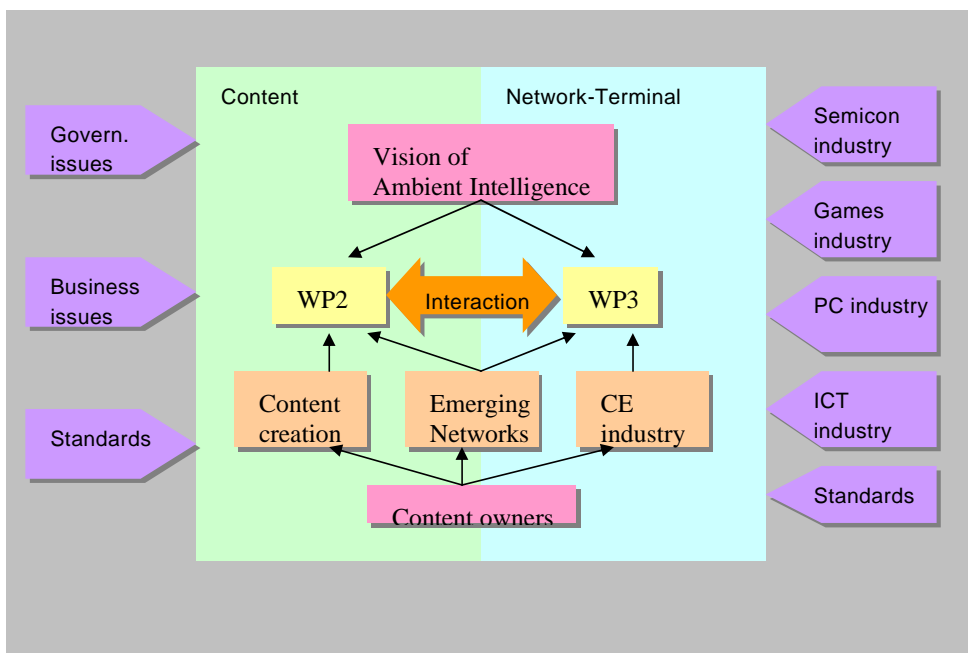 Content
Network-Terminal
Govern.
issues
Business
issues
Standards
Vision of
Ambient Intelligence
WP2
Interaction
WP3
Content
creation
Emerging
Networks
CE
industry
Content owners
Semicon
industry
Games
industry
PC industry
ICT
industry
Standards